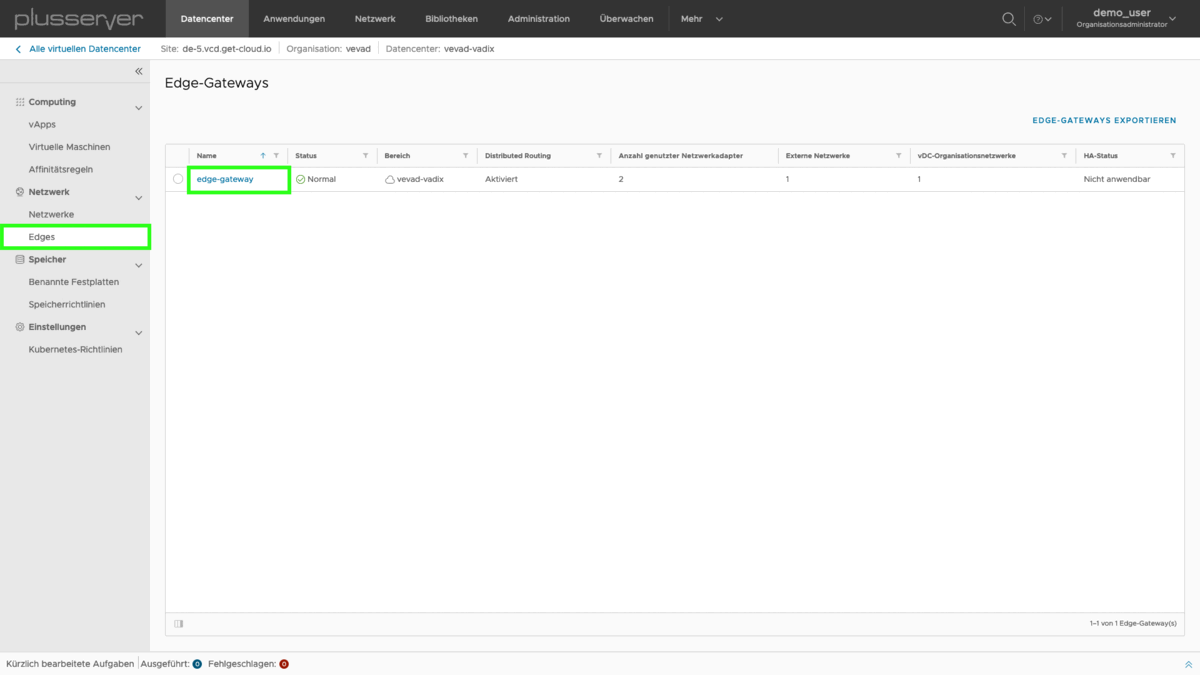 plusserver
Datencenter Anwendungen Netzwerk Bibliotheken Administration Überwachen Mehr
demo_user
Organisationsadministrator
Alle virtuellen Datencenter Site: de-5.vcd.get-cloud.io Organisation: vevad Datencenter: vevad-vadix
Computing
vApps
Virtuelle Maschinen
Affinitätsregeln
Netzwerk
Netzwerke
Edges
Speicher
Benannte Festplatten
Speicherrichtlinien
Einstellungen
Kubernetes-Richtlinien
Edge-Gateways
EDGE-GATEWAYS EXPORTIEREN
Name Status Bereich Distributed Routing Anzahl genutzter Netzwerkadapter Externe Netzwerke vDC-Organisationsnetzwerke HA-Status
edge-gateway Normal vevad-vadix Aktiviert 2 1 1 Nicht anwendbar
1–1 von 1 Edge-Gateway(s)
Kürzlich bearbeitete Aufgaben Ausgeführt: 0 Fehlgeschlagen: 0